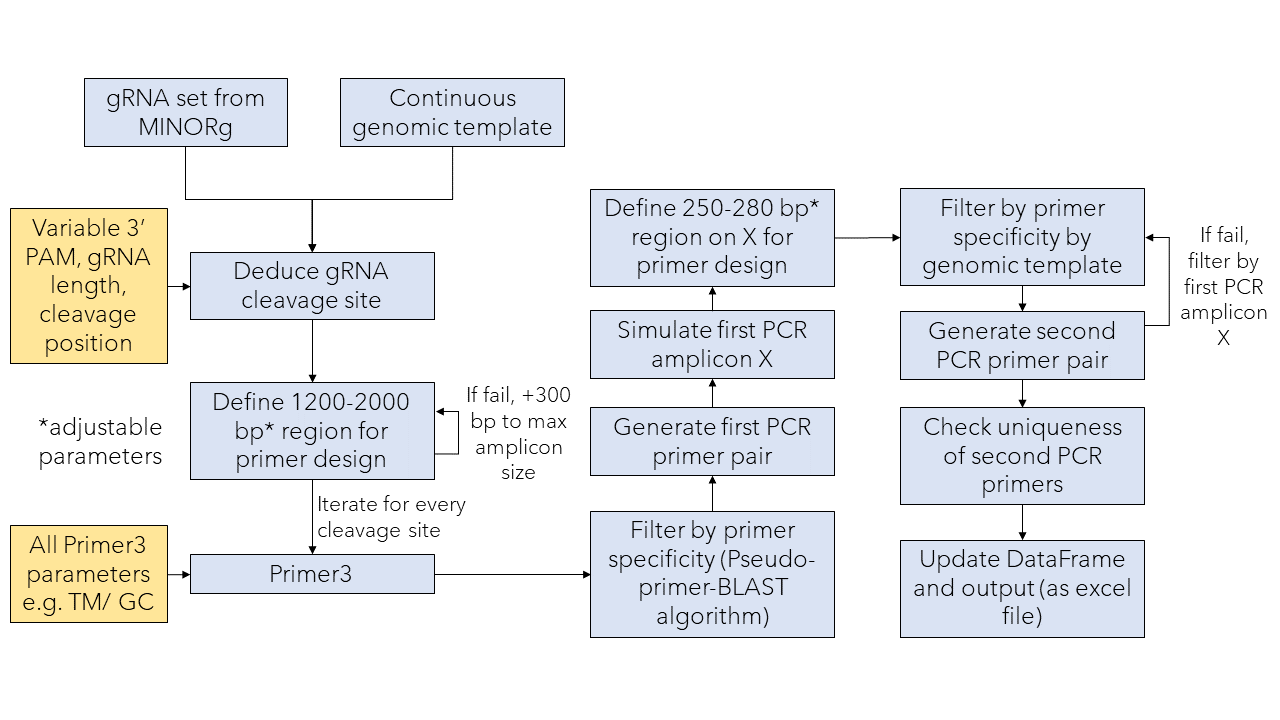 gRNA set from
MINORg
Continuous
genomic template
Variable 3’
PAM, gRNA
length,
cleavage
position
Deduce gRNA
cleavage site
Define 1200-2000
bp* region for
primer design
If fail, +300
bp to max
amplicon
size
*adjustable
parameters
Iterate for every
cleavage site
All Primer3
parameters
e.g. TM/ GC
Primer3
Filter by primer
specificity (Pseudo-
primer-BLAST
algorithm)
Generate first PCR
primer pair
Simulate first PCR
amplicon X
Define 250-280 bp*
region on X for
primer design
Filter by primer
specificity by
genomic template
If fail,
filter by
first PCR
amplicon
X
Generate second
PCR primer pair
Check uniqueness
of second PCR
primers
Update DataFrame
and output (as excel
file)